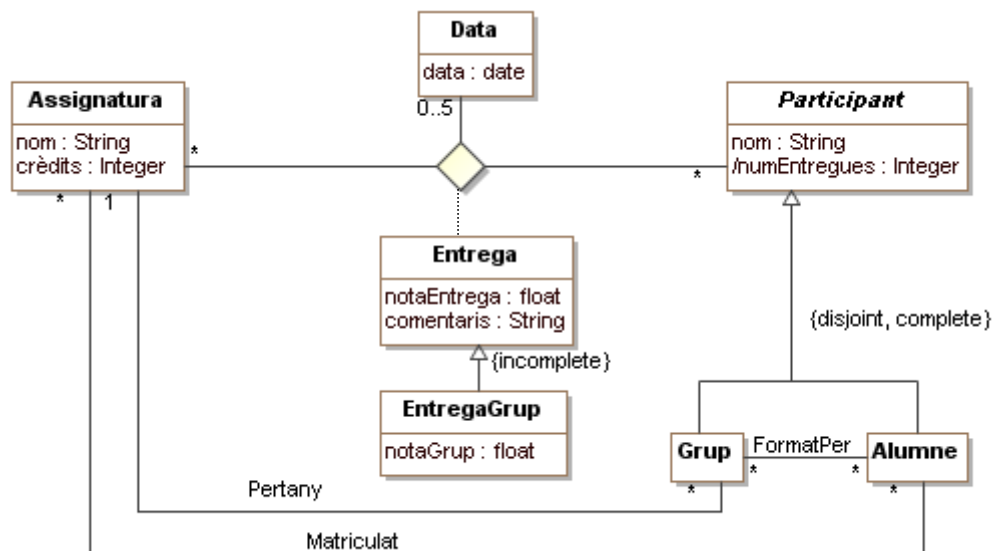 Data
data : date
0..5
Assignatura
nom : String
crèdits : Integer
*
*
1
Participant
nom : String
/numEntregues : Integer
*
Entrega
notaEntrega : float
comentaris : String
{incomplete}
EntregaGrup
notaGrup : float
{disjoint, complete}
Grup
FormatPer
Alumne
*
*
*
*
Pertany
Matriculat